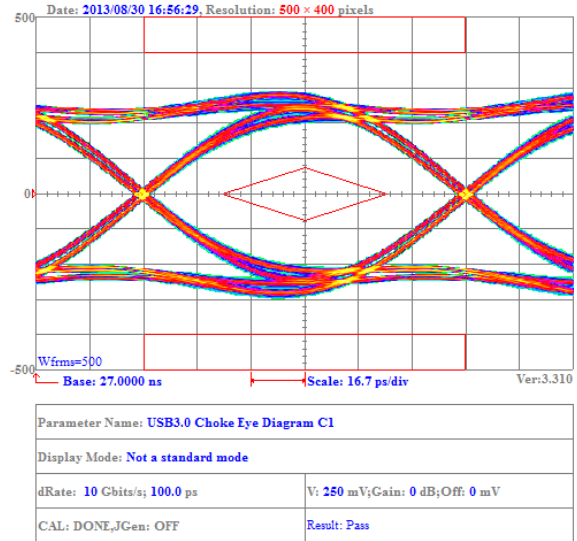 Date: 2013/08/30 16:56:29, Resolution: 500 × 400 pixels
500
0
-500
Wfrms=500
Base: 27.0000 ns
Scale: 16.7 ps/div
Ver:3.310
Parameter Name: USB3.0 Choke Eye Diagram C1
Display Mode: Not a standard mode
dRate: 10 Gbits/s; 100.0 ps
V: 250 mV;Gain: 0 dB;Off: 0 mV
CAL: DONE,JGen: OFF
Result: Pass